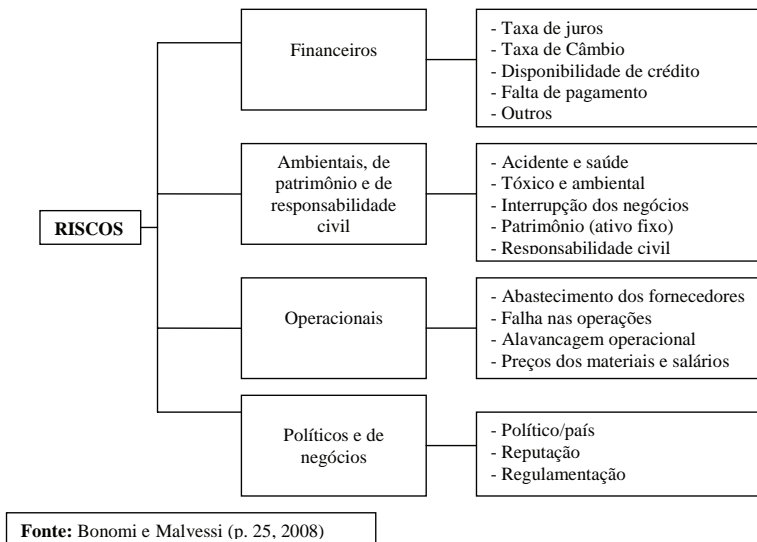 Financeiros
- Taxa de juros
- Taxa de Câmbio
- Disponibilidade de crédito
- Falta de pagamento
- Outros
Ambientais, de
patrimônio e de
responsabilidade
civil
- Acidente e saúde
- Tóxico e ambiental
- Interrupção dos negócios
- Patrimônio (ativo fixo)
- Responsabilidade civil
RISCOS
Operacionais
- Abastecimento dos fornecedores
- Falha nas operações
- Alavancagem operacional
- Preços dos materiais e salários
Políticos e de
negócios
- Político/país
- Reputação
- Regulamentação
Fonte: Bonomi e Malvessi (p. 25, 2008)